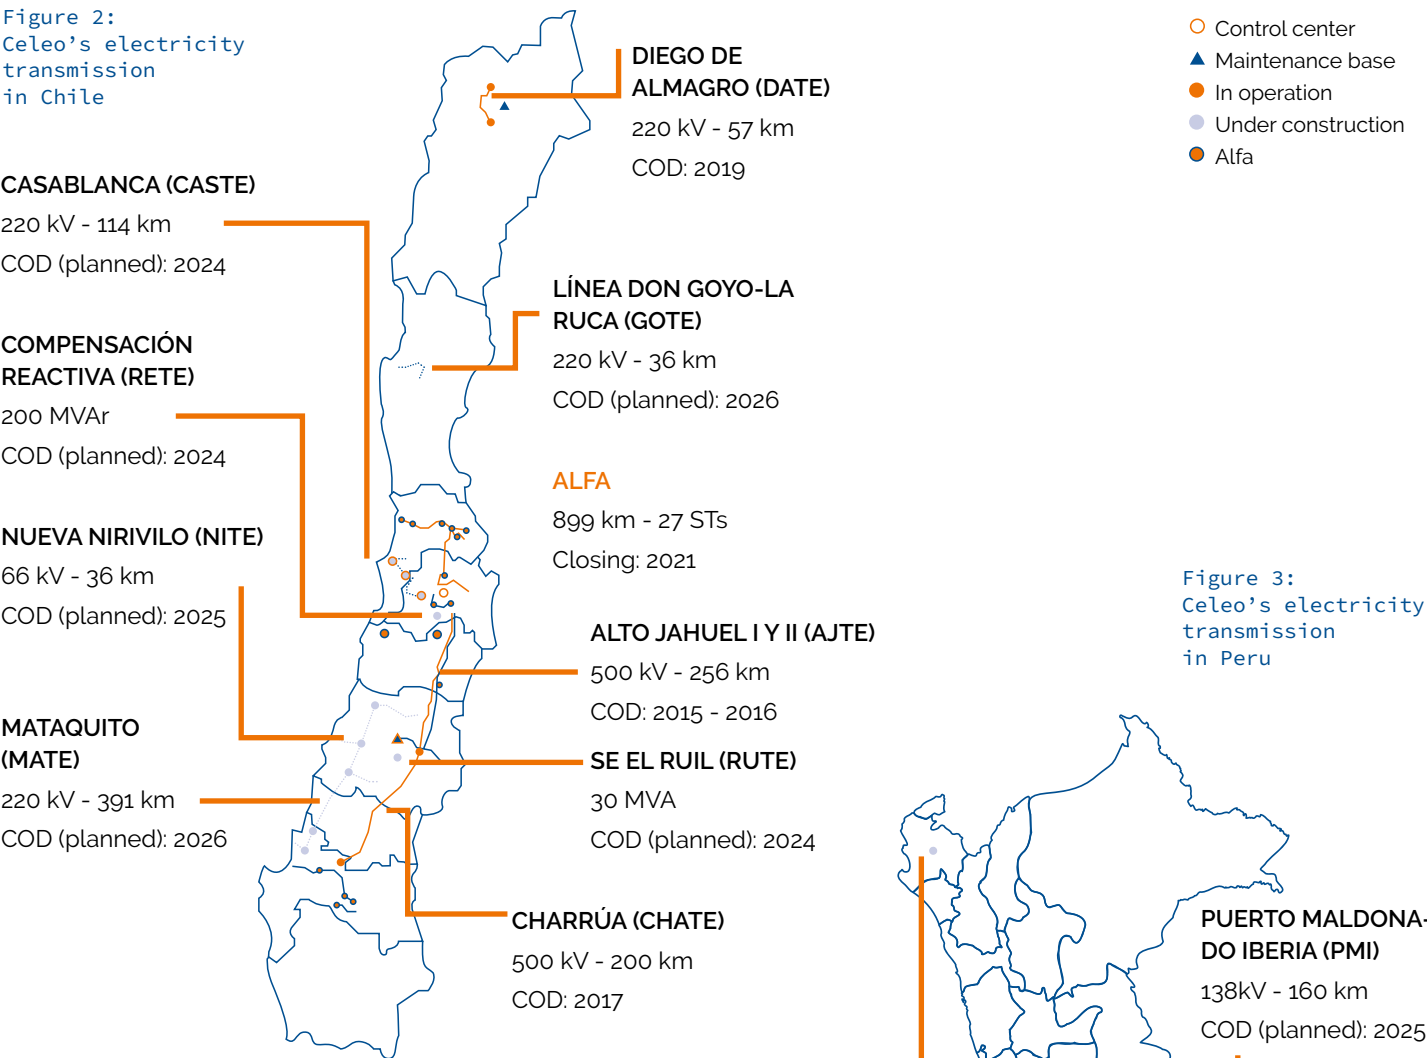 Figure 2:
Celeo's electricity
transmission
in Chile
Control center
Maintenance base
In operation
Under construction
Alfa
DIEGO DE
ALMAGRO (DATE)
220 kV - 57 km
COD: 2019
CASABLANCA (CASTE)
220 kV - 114 km
COD (planned): 2024
LÍNEA DON GOYO-LA
RUCA (GOTE)
220 kV - 36 km
COD (planned): 2026
COMPENSACIÓN
REACTIVA (RETE)
200 MVAr
COD (planned): 2024
ALFA
899 km - 27 STs
Closing: 2021
NUEVA NIRIVILO (NITE)
66 kV - 36 km
COD (planned): 2025
ALTO JAHUEL I Y II (AJTE)
500 kV - 256 km
COD: 2015 - 2016
MATAQUITO
(MATE)
220 kV - 391 km
COD (planned): 2026
SE EL RUIL (RUTE)
30 MVA
COD (planned): 2024
CHARRÚA (CHATE)
500 kV - 200 km
COD: 2017
Figure 3:
Celeo's electricity
transmission
in Peru
PUERTO MALDONA-
DO IBERIA (PMI)
138kV - 160 km
COD (planned): 2025